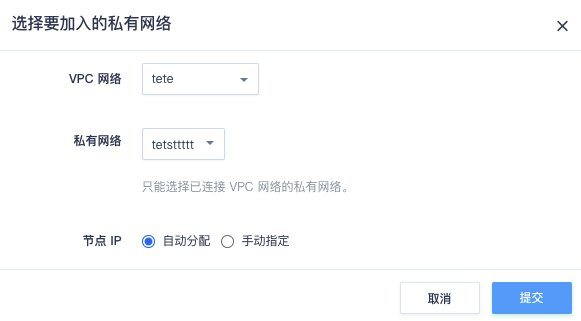 选择要加入的私有网络
VPC 网络 tete
私有网络 tetsttttt
只能选择已连接 VPC 网络的私有网络。
节点 IP 自动分配 手动指定
取消 提交